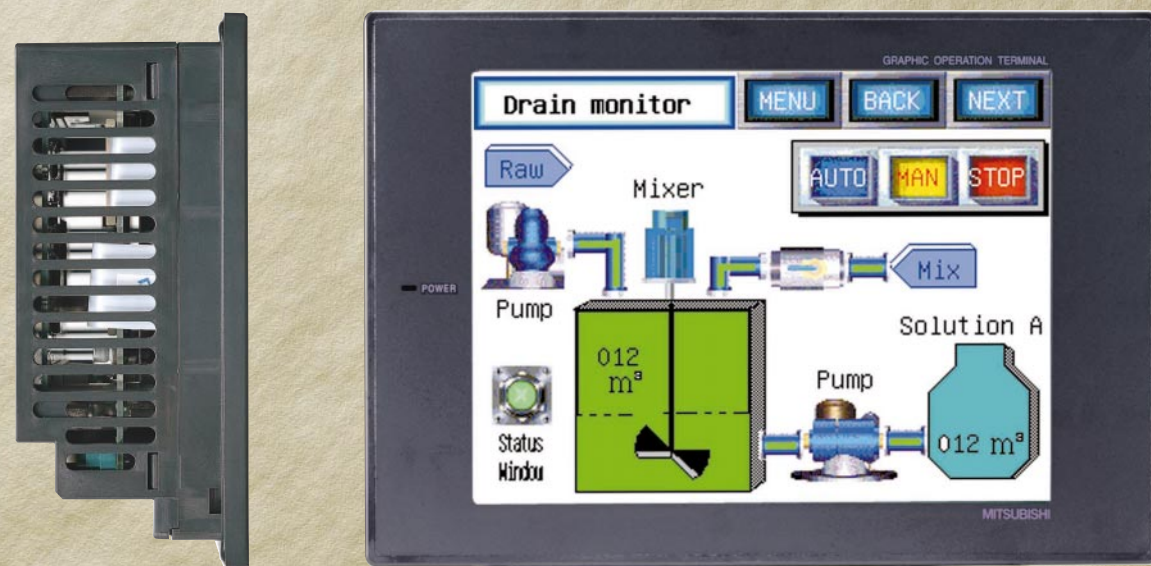 GRAPHIC OPERATION TERMINAL
Drain monitor
MENU
BACK
NEXT
Raw
AUTO
MAN
STOP
Mixer
Mix
POWER
Pump
Solution A
012
m³
Pump
Status
Window
012 m³
MITSUBISHI